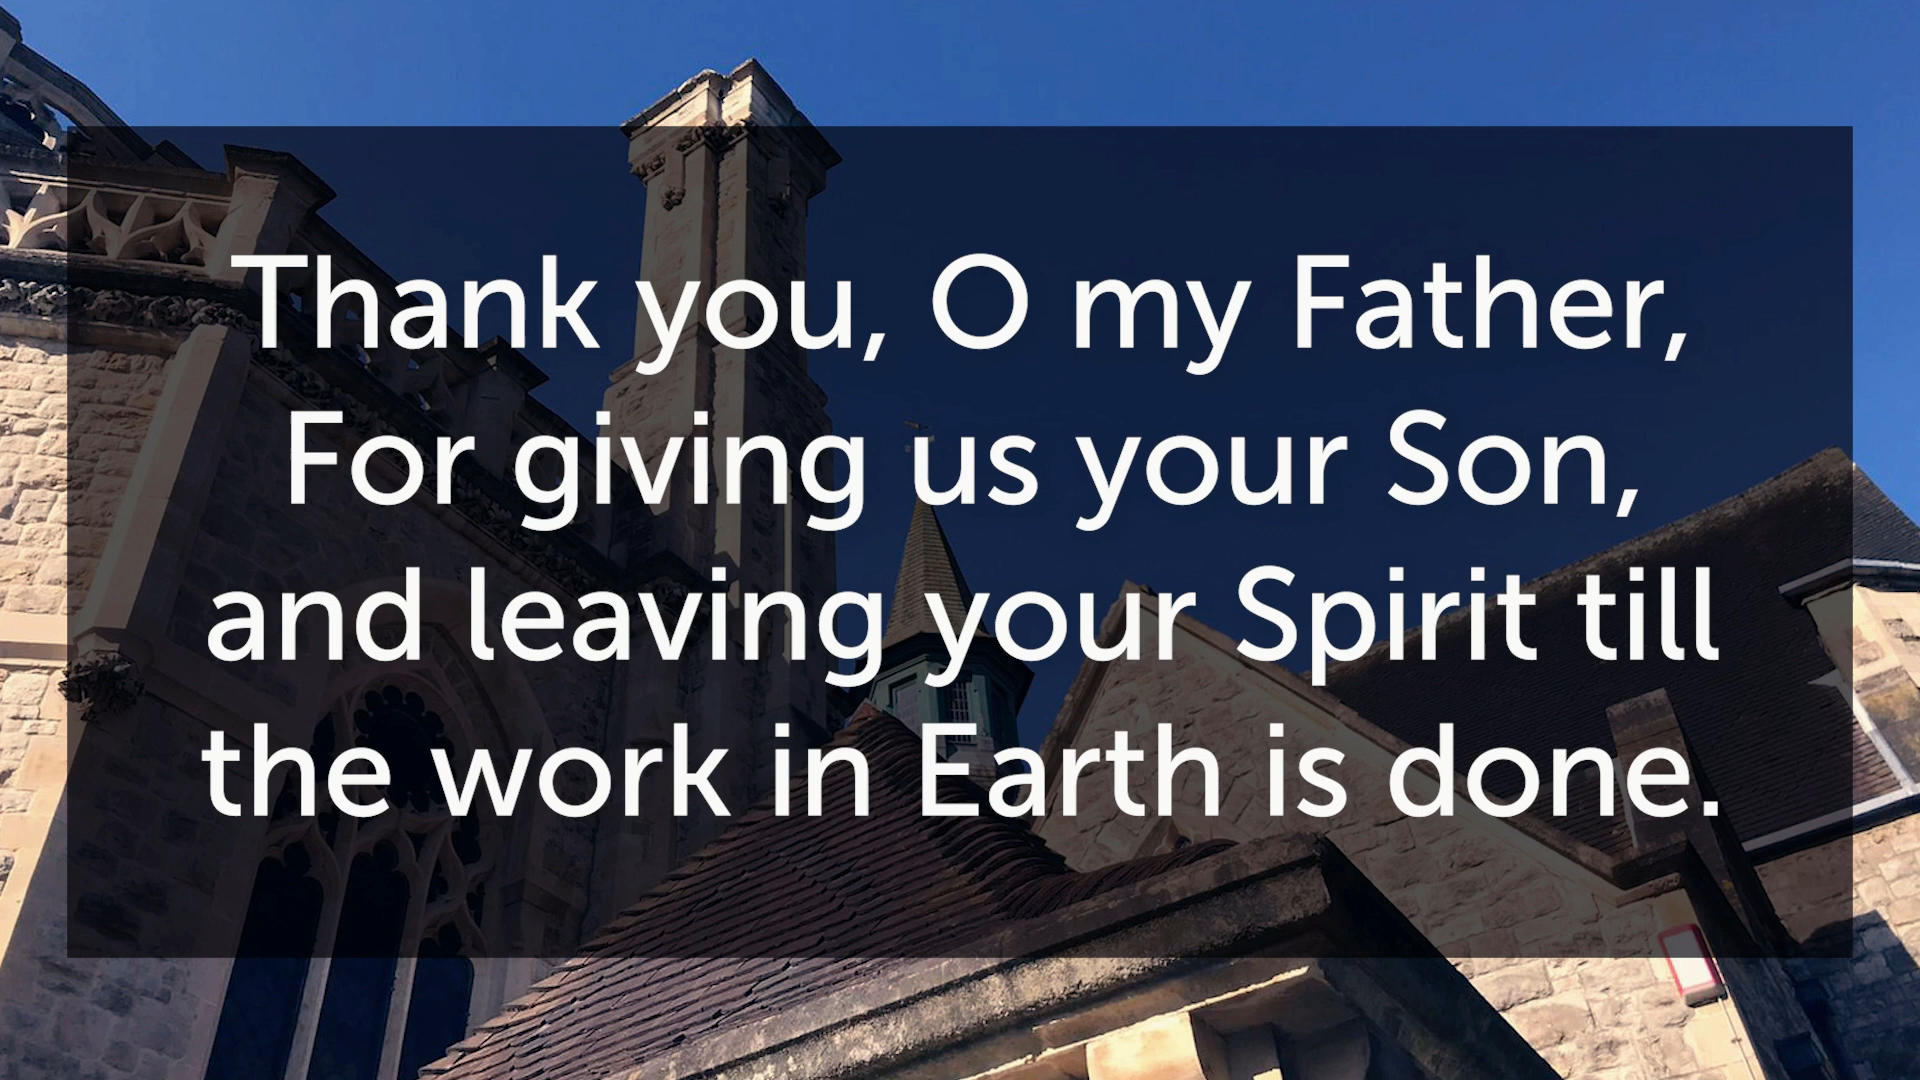 Thank you, O my Father,
For giving us your Son,
and leaving your Spirit till
the work in Earth is done.